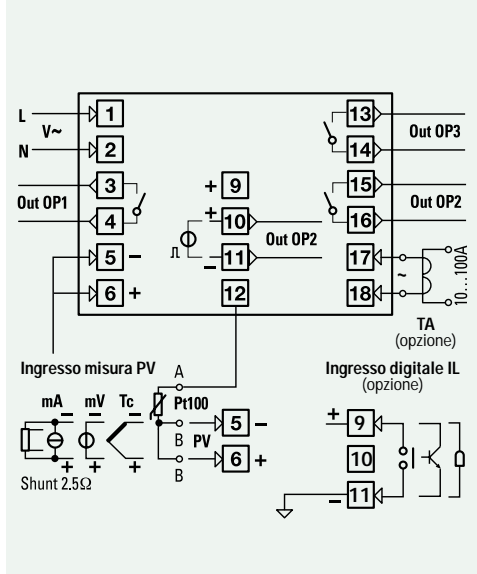 L
V~
N
1
2
3
4
Out OP1
5 −
6 +
+ 9
+ 10
− 11
12
Out OP2
13
14
Out OP3
15
16
Out OP2
17
18
~
10...100A
TA
(opzione)
Ingresso misura PV
mA mV Tc
− − −
+ + +
Shunt 2.5Ω
A
Pt100
B PV
B
5 −
6 +
Ingresso digitale IL
(opzione)
+ 9
10
− 11